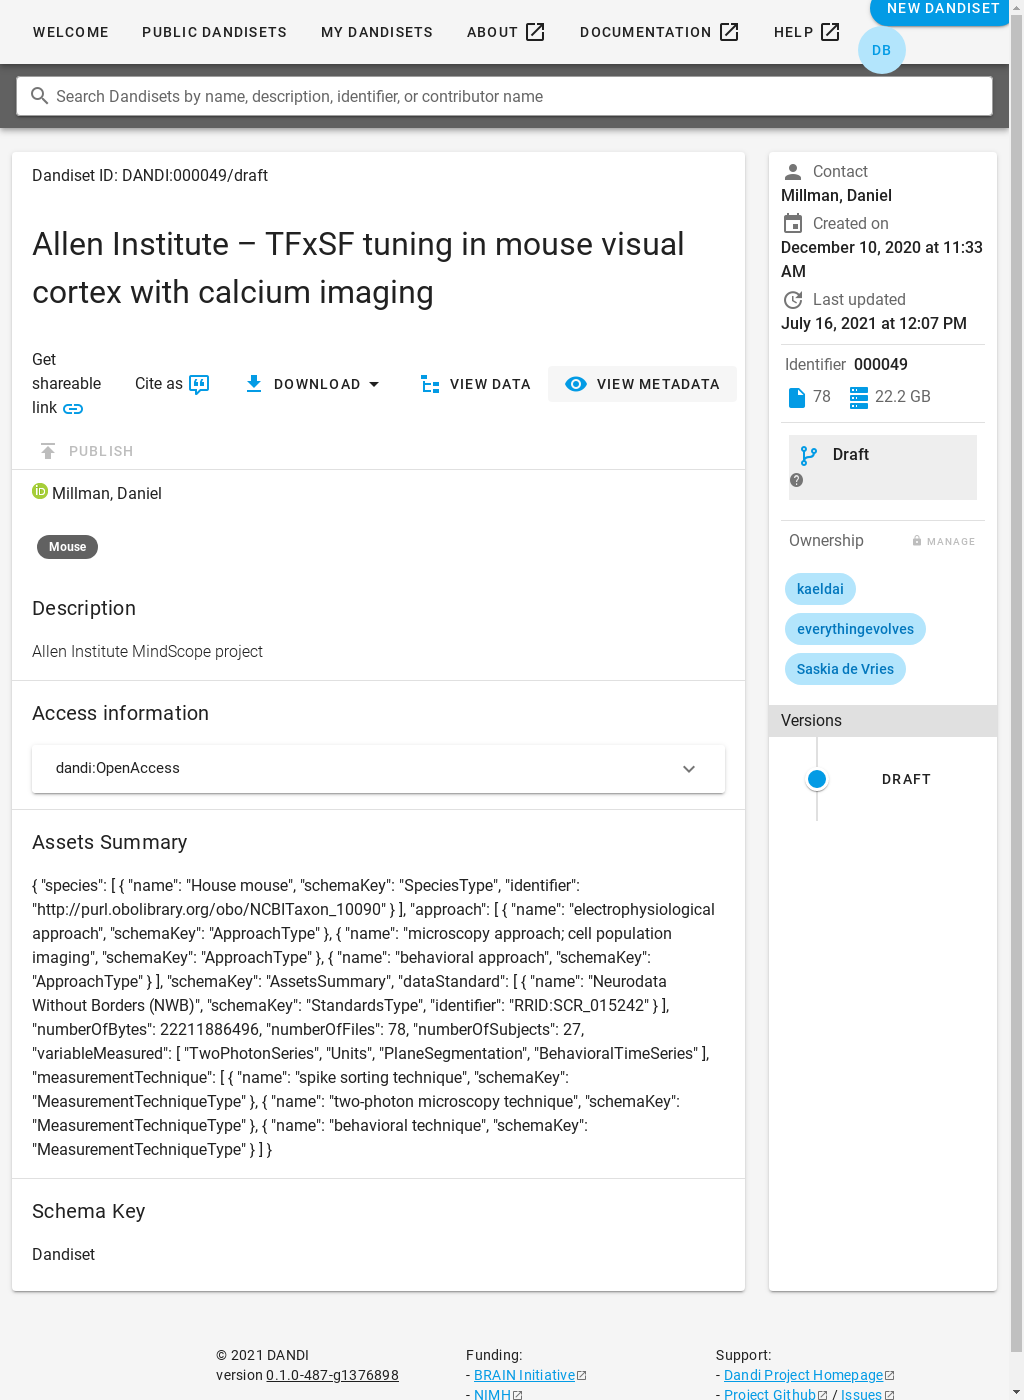 WELCOME PUBLIC DANDISETS MY DANDISETS ABOUT DOCUMENTATION HELP NEW DANDISET
DB
Search Dandisets by name, description, identifier, or contributor name
Dandiset ID: DANDI:000049/draft
Allen Institute – TFxSF tuning in mouse visual
cortex with calcium imaging
Get
shareable
link
Cite as
DOWNLOAD
VIEW DATA
VIEW METADATA
PUBLISH
Millman, Daniel
Mouse
Description
Allen Institute MindScope project
Access information
dandi:OpenAccess
Assets Summary
{ "species": [ { "name": "House mouse", "schemaKey": "SpeciesType", "identifier":
"http://purl.obolibrary.org/obo/NCBITaxon_10090" } ], "approach": [ { "name": "electrophysiological
approach", "schemaKey": "ApproachType" }, { "name": "microscopy approach; cell population
imaging", "schemaKey": "ApproachType" }, { "name": "behavioral approach", "schemaKey":
"ApproachType" } ], "schemaKey": "AssetsSummary", "dataStandard": [ { "name": "Neurodata
Without Borders (NWB)", "schemaKey": "StandardsType", "identifier": "RRID:SCR_015242" } ],
"numberOfBytes": 22211886496, "numberOfFiles": 78, "numberOfSubjects": 27,
"variableMeasured": [ "TwoPhotonSeries", "Units", "PlaneSegmentation", "BehavioralTimeSeries" ],
"measurementTechnique": [ { "name": "spike sorting technique", "schemaKey":
"MeasurementTechniqueType" }, { "name": "two-photon microscopy technique", "schemaKey":
"MeasurementTechniqueType" }, { "name": "behavioral technique", "schemaKey":
"MeasurementTechniqueType" } ] }
Schema Key
Dandiset
Contact
Millman, Daniel
Created on
December 10, 2020 at 11:33
AM
Last updated
July 16, 2021 at 12:07 PM
Identifier 000049
78 22.2 GB
Draft
Ownership MANAGE
kaeldai
everythingevolves
Saskia de Vries
Versions
DRAFT
© 2021 DANDI
version 0.1.0-487-g1376898
Funding:
- BRAIN Initiative
- NIMH
Support:
- Dandi Project Homepage
- Project Github / Issues